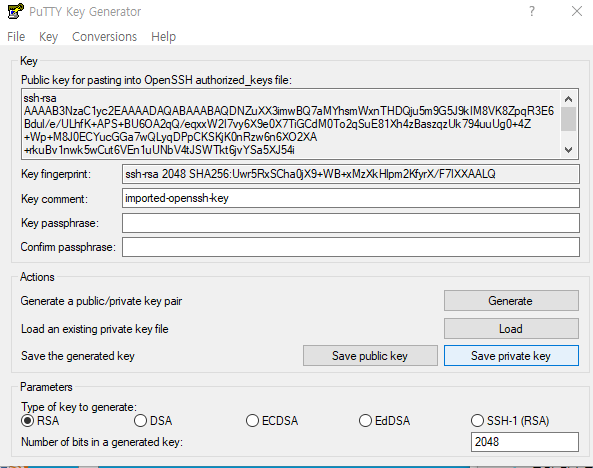 PuTTY Key Generator
File Key Conversions Help
Key
Public key for pasting into OpenSSH authorized_keys file:
ssh-rsa
AAAAB3NzaC1yc2EAAAADAQABAAABAQDNZuXX3imwBQ7aMYhsmWxnTHDQju5m9G5J9klM8VK8ZpqR3E6
Bdul/e/ULhfK+APS+BU6OA2qQ/eqxxW2I7vy6X9e0X7TiGCdM0To2qSuE81Xh4zBaszqzUk794uuUg0+4Z
+Wp+M8J0ECYucGGa7wQLyqDPpCKSKjK0nRzw6n6XO2XA
+rkuBv1nwk5wCut6VEn1uUNbV4tJSWTkt6jvYSa5XJ54i
Key fingerprint: ssh-rsa 2048 SHA256:Uwr5RxSCha0jX9+WB+xMzXkHlpm2KfyrX/F7IXXAALQ
Key comment: imported-openssh-key
Key passphrase:
Confirm passphrase:
Actions
Generate a public/private key pair Generate
Load an existing private key file Load
Save the generated key Save public key Save private key
Parameters
Type of key to generate:
RSA DSA ECDSA EdDSA SSH-1 (RSA)
Number of bits in a generated key: 2048